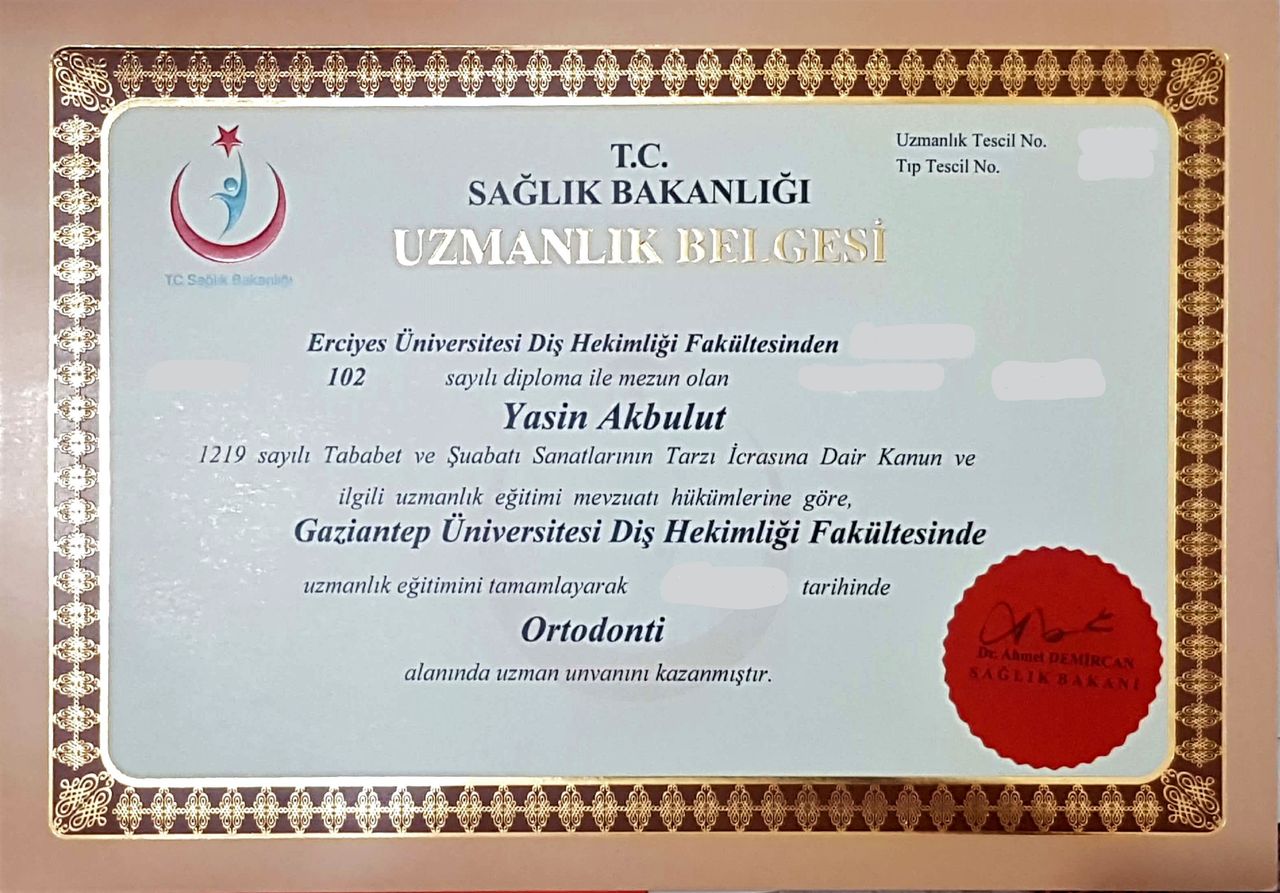 T.C.
SAĞLIK BAKANLIĞI
UZMANLIK BELGESİ
Uzmanlık Tescil No.
Tıp Tescil No.
T.C. Sağlık Bakanlığı
Erciyes Üniversitesi Diş Hekimliği Fakültesinden
102 sayılı diploma ile mezun olan
Yasin Akbulut
1219 sayılı Tababet ve Şuabatı Sanatlarının Tarzı İcrasına Dair Kanun ve
ilgili uzmanlık eğitimi mevzuatı hükümlerine göre,
Gaziantep Üniversitesi Diş Hekimliği Fakültesinde
uzmanlık eğitimini tamamlayarak tarihinde
Ortodonti
alanında uzman unvanını kazanmıştır.
Dr. Ahmet DEMİRCAN
SAĞLIK BAKANI